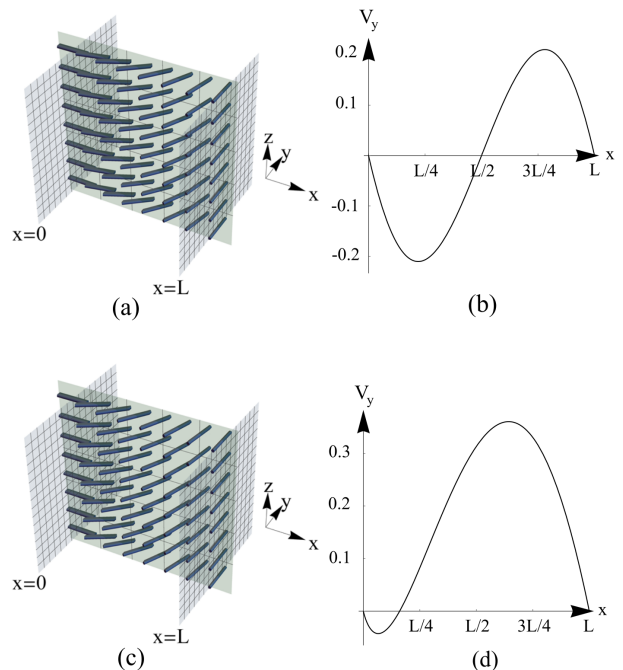 z
y
x
x=0
x=L
(a)
V_y
0.2
0.1
x
L/4
L/2
3L/4
L
-0.1
-0.2
(b)
z
y
x
x=0
x=L
(c)
V_y
0.3
0.2
0.1
x
L/4
L/2
3L/4
L
(d)